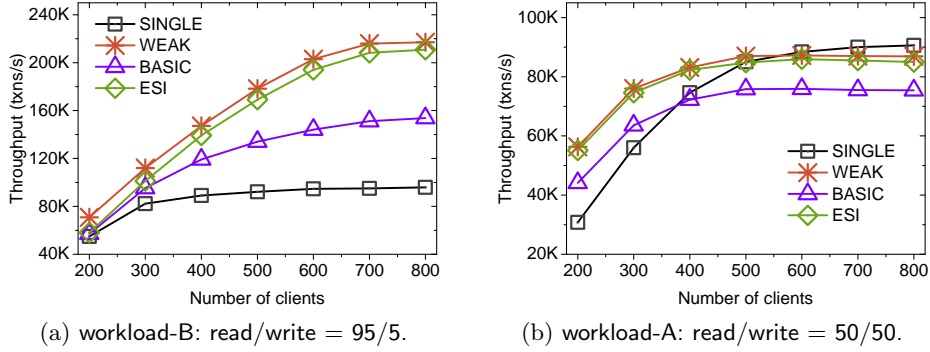 240K
200K
160K
120K
80K
40K
Throughput (txns/s)
SINGLE
WEAK
BASIC
ESI
200 300 400 500 600 700 800
Number of clients
(a) workload-B: read/write = 95/5.
100K
80K
60K
40K
20K
Throughput (txns/s)
SINGLE
WEAK
BASIC
ESI
200 300 400 500 600 700 800
Number of clients
(b) workload-A: read/write = 50/50.